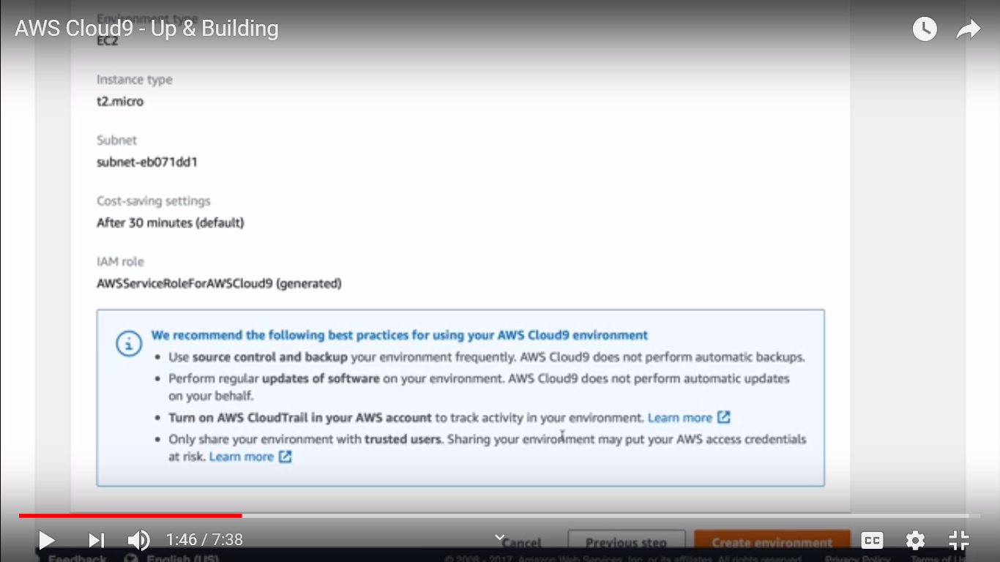 Environment type
AWS Cloud9 - Up & Building
EC2
Instance type
t2.micro
Subnet
subnet-eb071dd1
Cost-saving settings
After 30 minutes (default)
IAM role
AWSServiceRoleForAWSCloud9 (generated)
We recommend the following best practices for using your AWS Cloud9 environment
• Use source control and backup your environment frequently. AWS Cloud9 does not perform automatic backups.
• Perform regular updates of software on your environment. AWS Cloud9 does not perform automatic updates
on your behalf.
• Turn on AWS CloudTrail in your AWS account to track activity in your environment. Learn more
• Only share your environment with trusted users. Sharing your environment may put your AWS access credentials
at risk. Learn more
1:46 / 7:38
Cancel
Previous step
Create environment
CC
Feedback
English (US)
© 2008 - 2017, Amazon Web Services, Inc. or its affiliates. All rights reserved.
Privacy Policy
Terms of